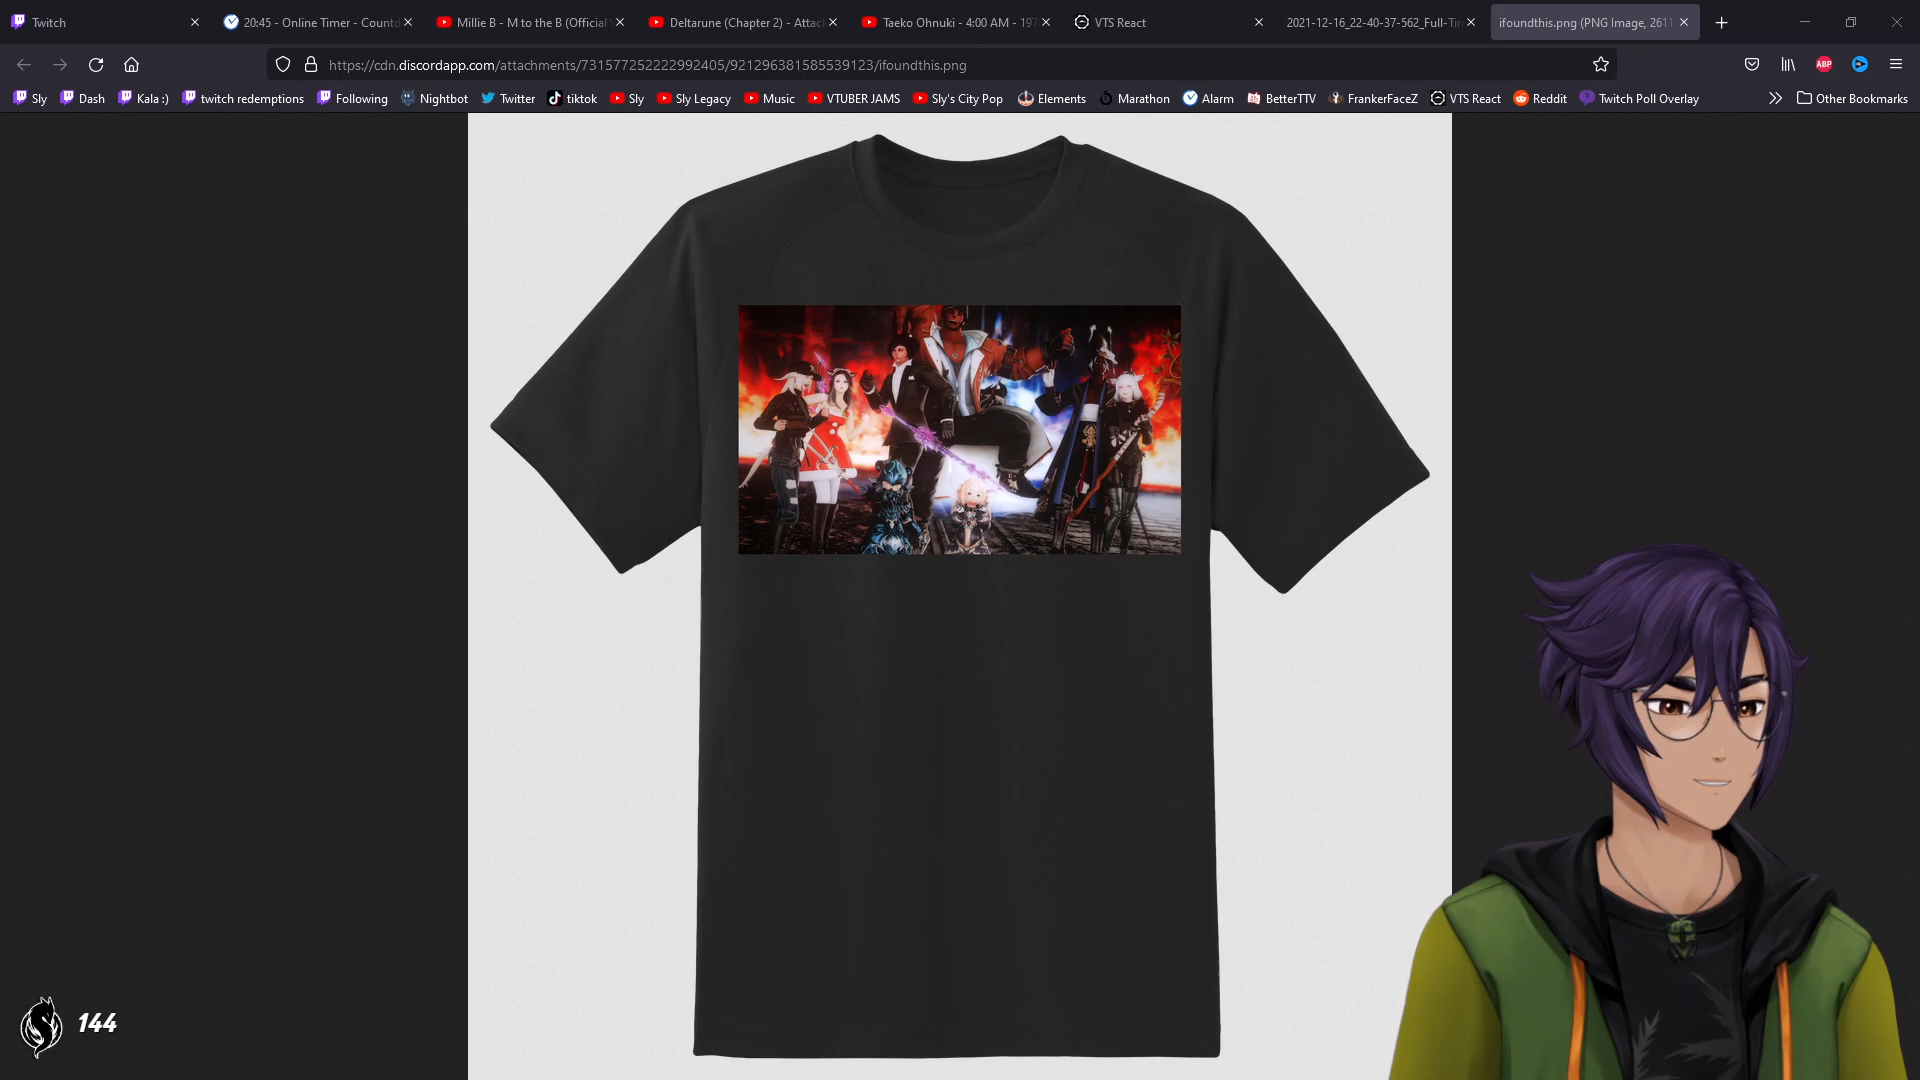 Twitch
20:45 - Online Timer - Countd
Millie B - M to the B (Official V
Deltarune (Chapter 2) - Attack
Taeko Ohnuki - 4:00 AM - 197
VTS React
2021-12-16_22-40-37-562_Full-Tim
ifoundthis.png (PNG Image, 2611
https://cdn.discordapp.com/attachments/731577252222992405/921296381585539123/ifoundthis.png
ABP
Sly
Dash
Kala :)
twitch redemptions
Following
Nightbot
Twitter
tiktok
Sly
Sly Legacy
Music
VTUBER JAMS
Sly's City Pop
Elements
Marathon
Alarm
BetterTTV
FrankerFaceZ
VTS React
Reddit
Twitch Poll Overlay
Other Bookmarks
144